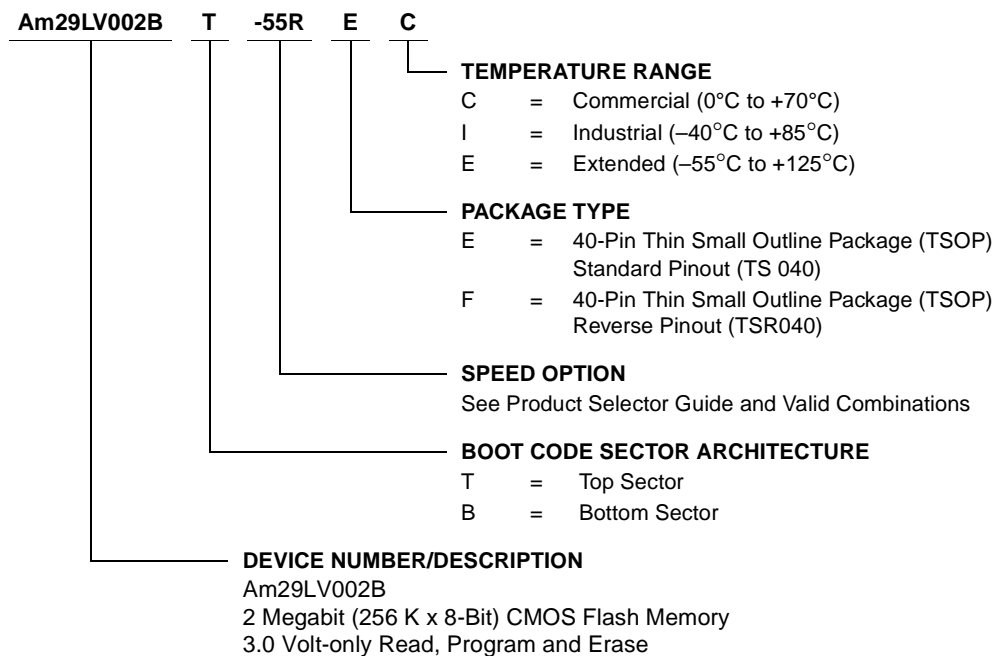 Am29LV002B T -55R E C
TEMPERATURE RANGE
C = Commercial (0°C to +70°C)
I = Industrial (–40°C to +85°C)
E = Extended (–55°C to +125°C)
PACKAGE TYPE
E = 40-Pin Thin Small Outline Package (TSOP)
Standard Pinout (TS 040)
F = 40-Pin Thin Small Outline Package (TSOP)
Reverse Pinout (TSR040)
SPEED OPTION
See Product Selector Guide and Valid Combinations
BOOT CODE SECTOR ARCHITECTURE
T = Top Sector
B = Bottom Sector
DEVICE NUMBER/DESCRIPTION
Am29LV002B
2 Megabit (256 K x 8-Bit) CMOS Flash Memory
3.0 Volt-only Read, Program and Erase